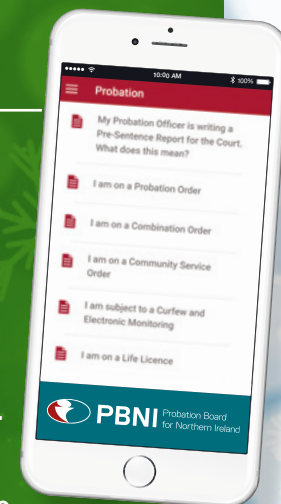 10:00 AM
100%
Probation
My Probation Officer is writing a
Pre-Sentence Report for the Court.
What does this mean?
I am on a Probation Order
I am on a Combination Order
I am on a Community Service
Order
I am subject to a Curfew and
Electronic Monitoring
I am on a Life Licence
PBNI
Probation Board
for Northern Ireland